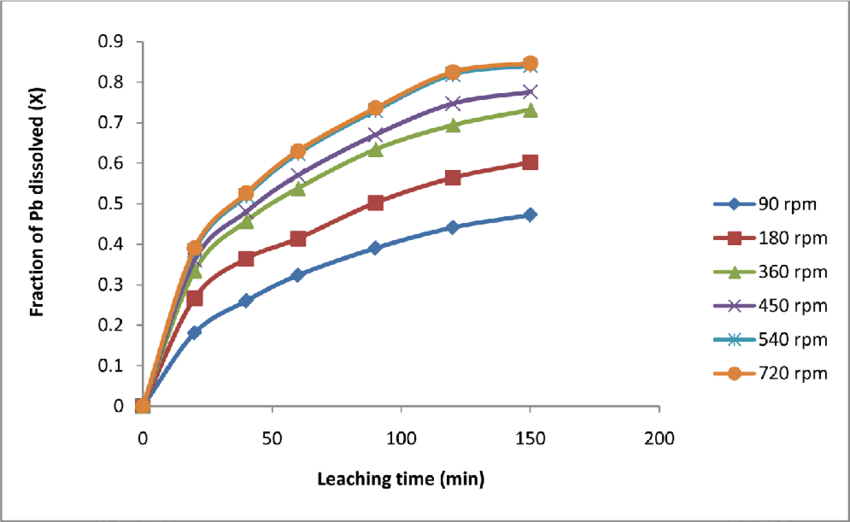 0.9
0.8
0.7
0.6
0.5
0.4
0.3
0.2
0.1
0
Fraction of Pb dissolved (X)
0 50 100 150 200
Leaching time (min)
90 rpm
180 rpm
360 rpm
450 rpm
540 rpm
720 rpm